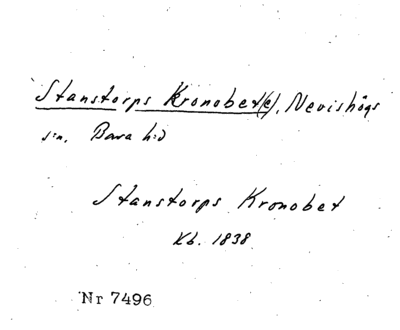 Stanstorps Kronobet(e), Nevishögs
s:n, Bara h:d
Stanstorps Kronobet
Kb. 1838
Nr 7496